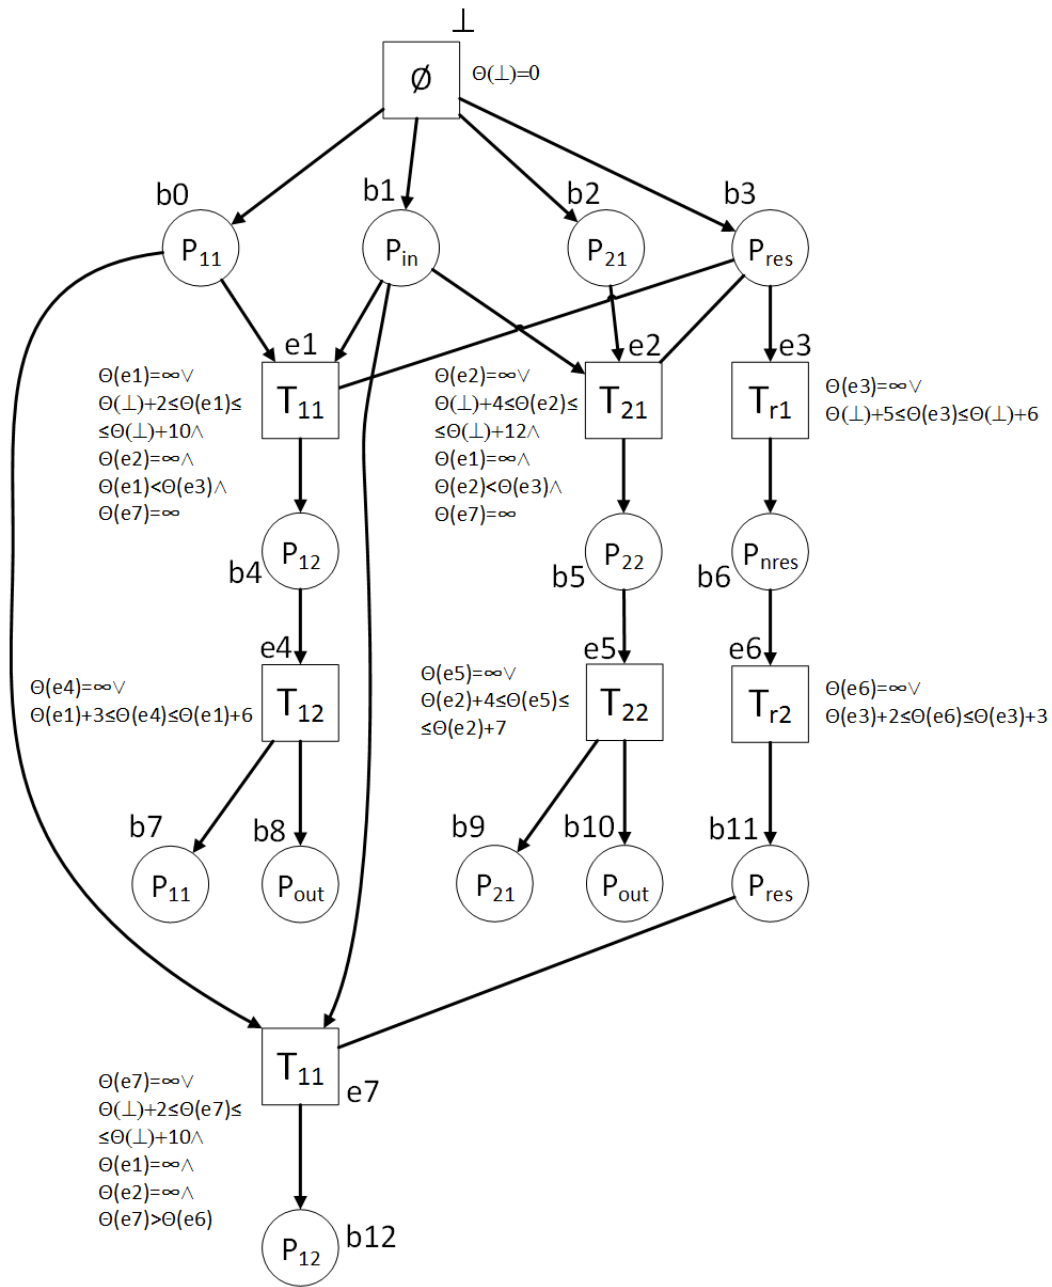 ⊥
Ø
Θ(⊥)=0
b0
b1
b2
b3
P11
Pin
P21
Pres
e1
e2
e3
Θ(e1)=∞∨
Θ(⊥)+2≤Θ(e1)≤
≤Θ(⊥)+10∧
Θ(e2)=∞∧
Θ(e1)<Θ(e3)∧
Θ(e7)=∞
T11
Θ(e2)=∞∨
Θ(⊥)+4≤Θ(e2)≤
≤Θ(⊥)+12∧
Θ(e1)=∞∧
Θ(e2)<Θ(e3)∧
Θ(e7)=∞
T21
Tr1
Θ(e3)=∞∨
Θ(⊥)+5≤Θ(e3)≤Θ(⊥)+6
P12
b4
P22
b5
Pnres
b6
e4
e5
e6
Θ(e4)=∞∨
Θ(e1)+3≤Θ(e4)≤Θ(e1)+6
T12
Θ(e5)=∞∨
Θ(e2)+4≤Θ(e5)≤
≤Θ(e2)+7
T22
Tr2
Θ(e6)=∞∨
Θ(e3)+2≤Θ(e6)≤Θ(e3)+3
b7
b8
b9
b10
b11
P11
Pout
P21
Pout
Pres
T11
e7
Θ(e7)=∞∨
Θ(⊥)+2≤Θ(e7)≤
≤Θ(⊥)+10∧
Θ(e1)=∞∧
Θ(e2)=∞∧
Θ(e7)>Θ(e6)
P12
b12